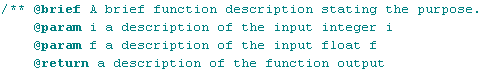 /** @brief A brief function description stating the purpose.
@param i a description of the input integer i
@param f a description of the input float f
@return a description of the function output